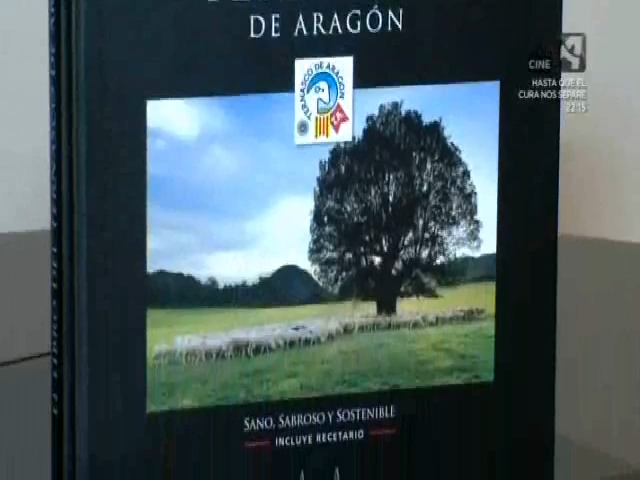 DE ARAGÓN
TERNASCO DE ARAGÓN
CINE
HASTA QUE EL
CURA NOS SEPARE
22:15
SANO, SABROSO Y SOSTENIBLE
INCLUYE RECETARIO